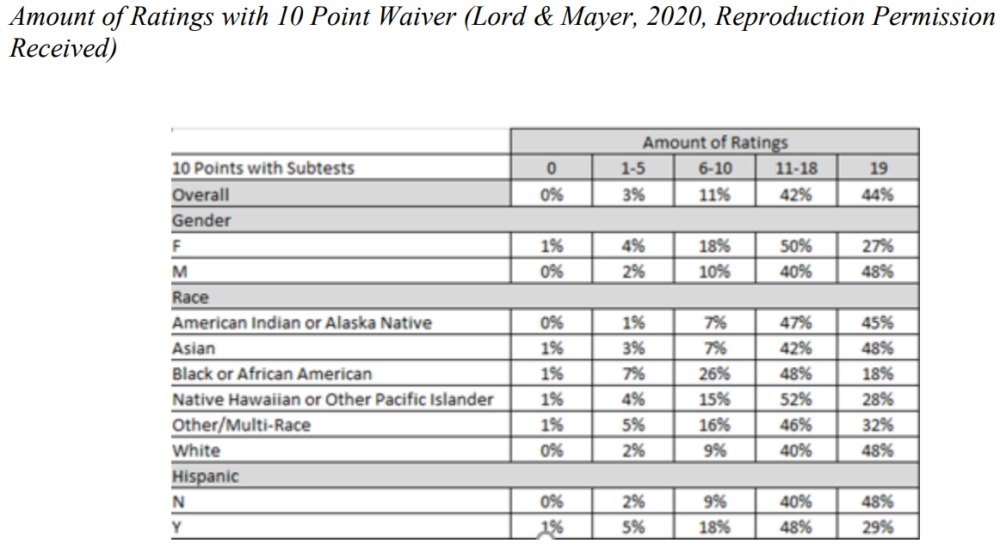 Amount of Ratings with 10 Point Waiver (Lord & Mayer, 2020, Reproduction Permission
Received)
Amount of Ratings
10 Points with Subtests 0 1-5 6-10 11-18 19
Overall 0% 3% 11% 42% 44%
Gender
F 1% 4% 18% 50% 27%
M 0% 2% 10% 40% 48%
Race
American Indian or Alaska Native 0% 1% 7% 47% 45%
Asian 1% 3% 7% 42% 48%
Black or African American 1% 7% 26% 48% 18%
Native Hawaiian or Other Pacific Islander 1% 4% 15% 52% 28%
Other/Multi-Race 1% 5% 16% 46% 32%
White 0% 2% 9% 40% 48%
Hispanic
N 0% 2% 9% 40% 48%
Y 1% 5% 18% 48% 29%